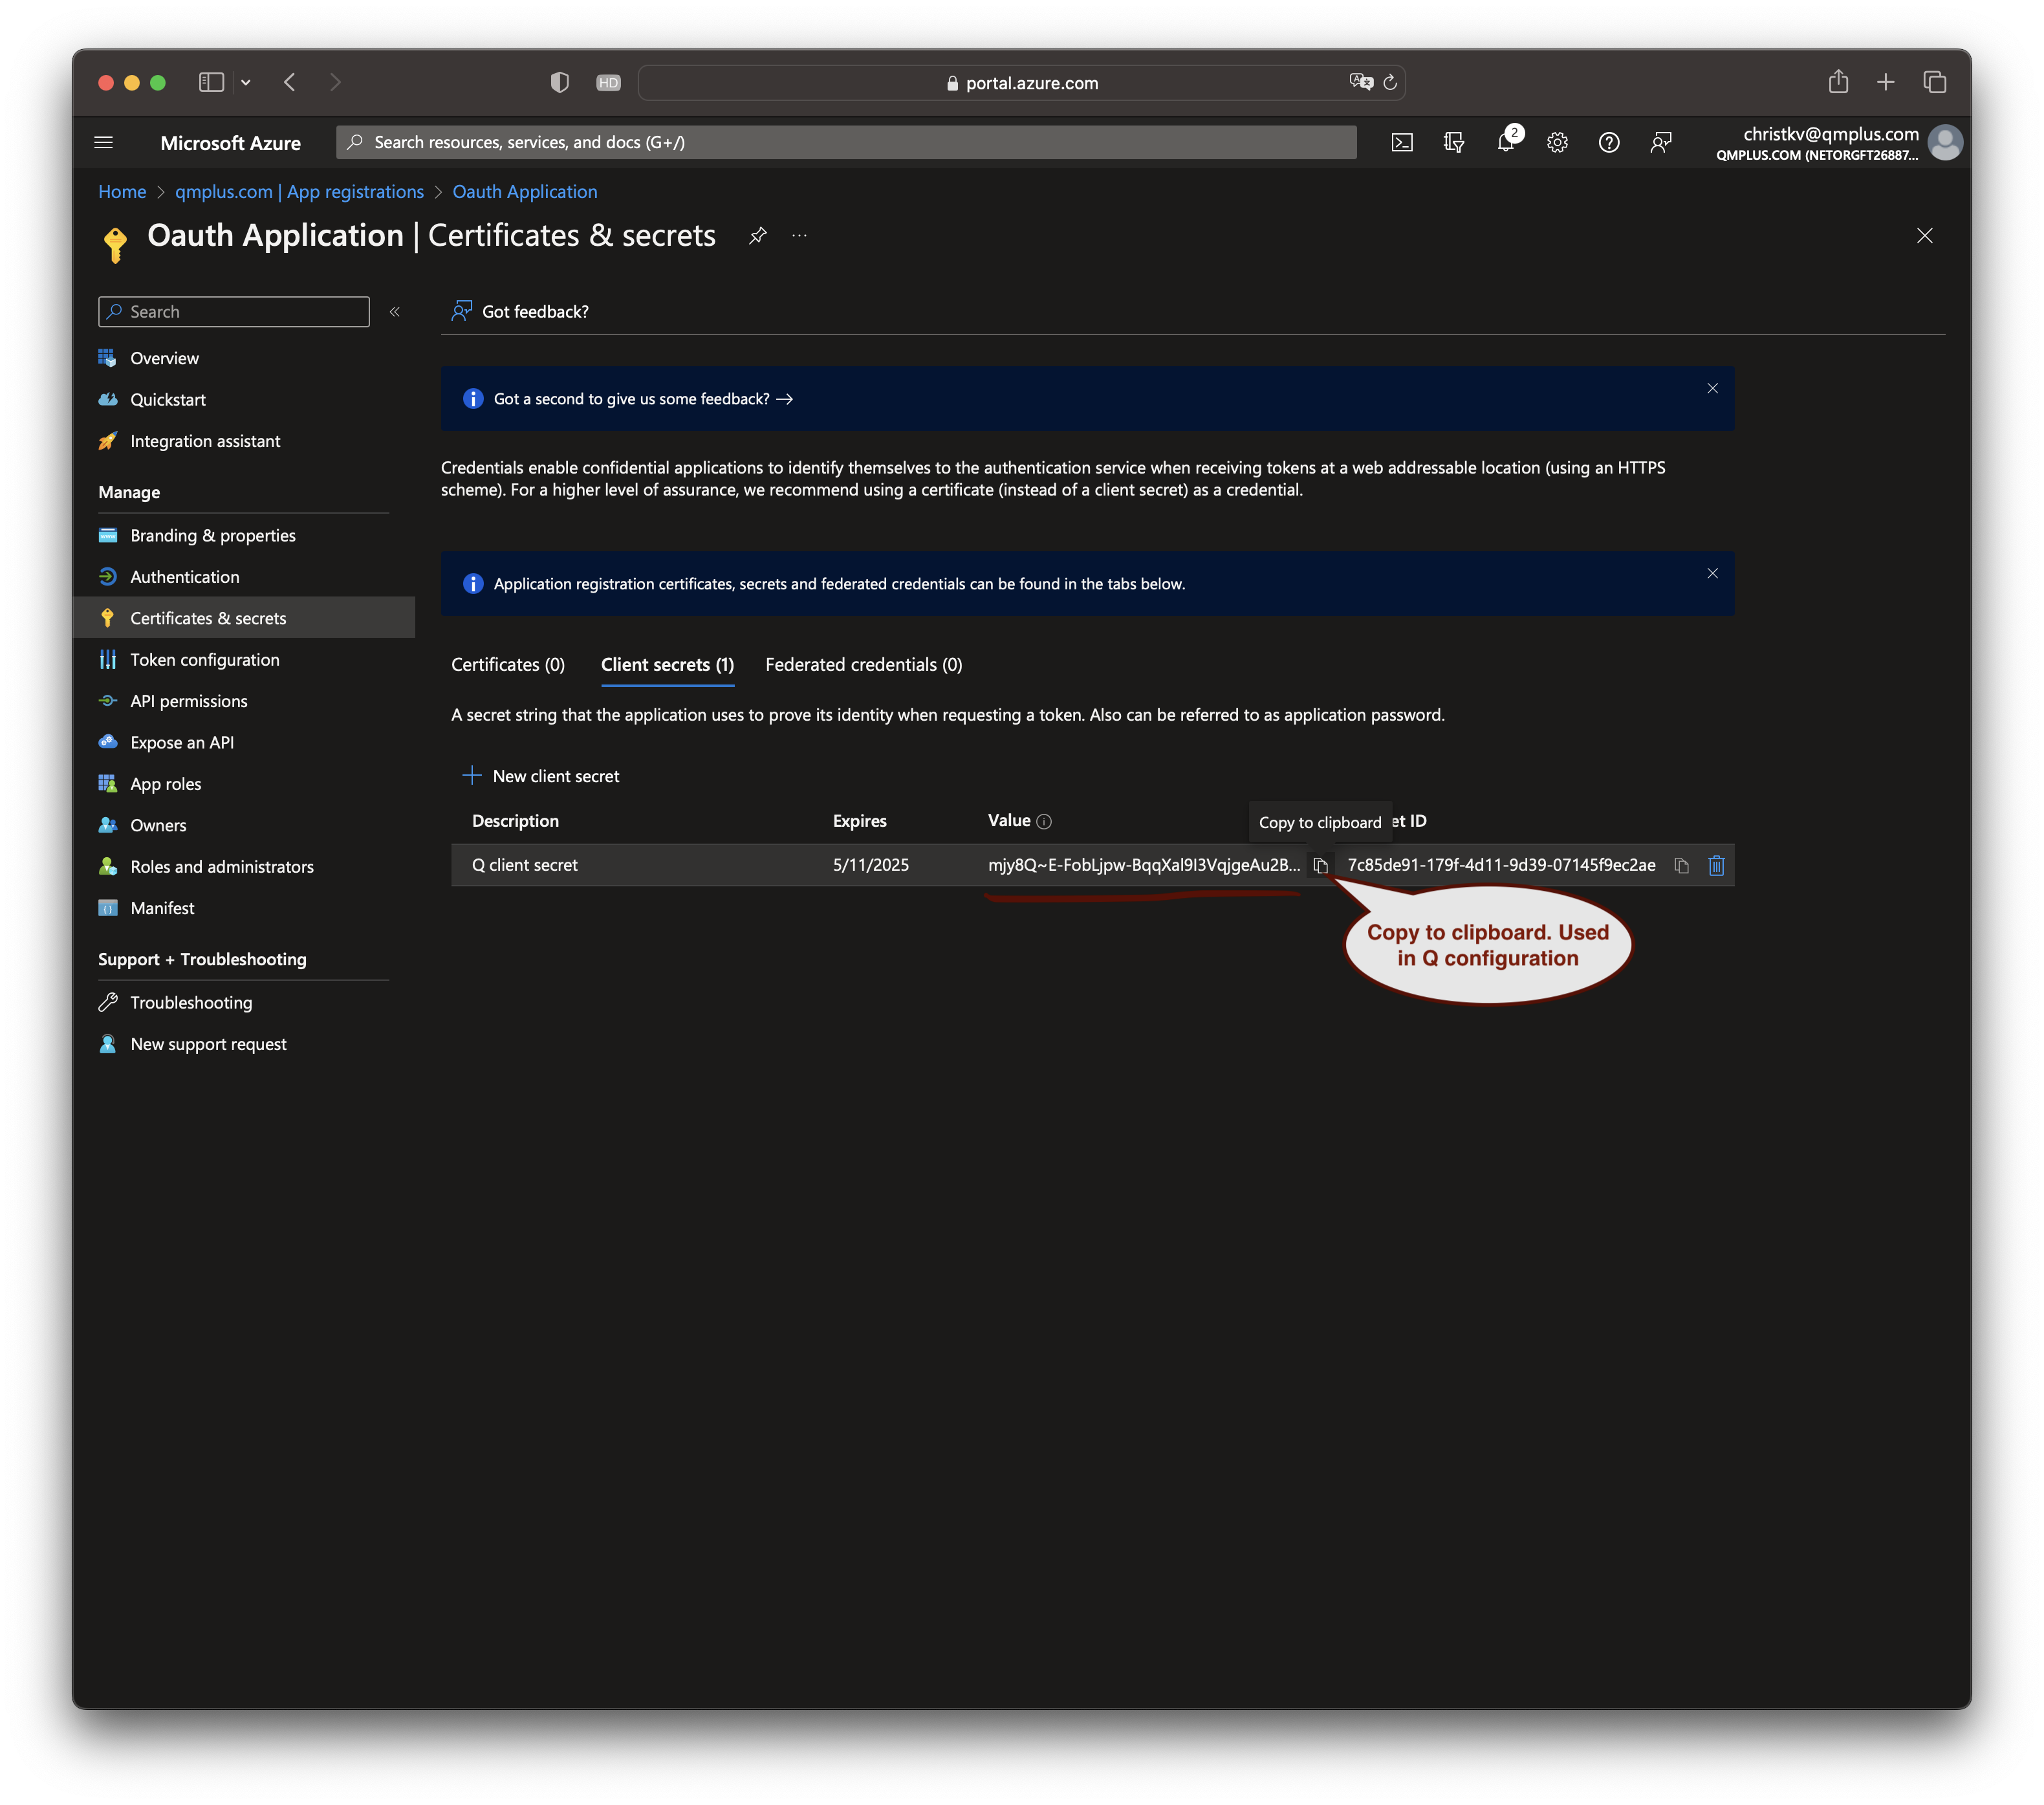 HD
portal.azure.com
Microsoft Azure
Search resources, services, and docs (G+/)
2
christkv@qmplus.com
QMPLUS.COM (NETORGFT26887...
Home > qmplus.com | App registrations > Oauth Application
Oauth Application | Certificates & secrets
...
Search
«
Got feedback?
Overview
Quickstart
Integration assistant
Got a second to give us some feedback? →
Credentials enable confidential applications to identify themselves to the authentication service when receiving tokens at a web addressable location (using an HTTPS
scheme). For a higher level of assurance, we recommend using a certificate (instead of a client secret) as a credential.
Manage
Branding & properties
Authentication
Certificates & secrets
Token configuration
API permissions
Expose an API
App roles
Owners
Roles and administrators
Manifest
Support + Troubleshooting
Troubleshooting
New support request
Application registration certificates, secrets and federated credentials can be found in the tabs below.
Certificates (0) Client secrets (1) Federated credentials (0)
A secret string that the application uses to prove its identity when requesting a token. Also can be referred to as application password.
New client secret
Description Expires Value et ID
Copy to clipboard
Q client secret 5/11/2025 mjy8Q~E-FobLjpw-BqqXal9I3VqjgeAu2B... 7c85de91-179f-4d11-9d39-07145f9ec2ae
Copy to clipboard. Used
in Q configuration